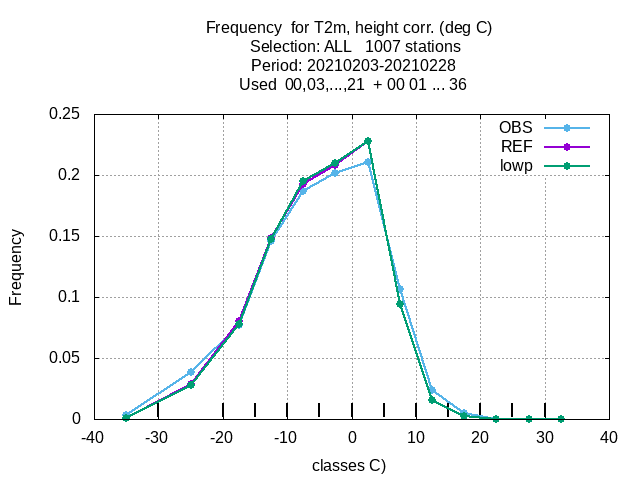 Frequency  for T2m, height corr. (deg C)
Selection: ALL   1007 stations
Period: 20210203-20210228
Used  00,03,...,21  + 00 01 ... 36
OBS
REF
lowp
0.25
0.2
0.15
0.1
0.05
0
Frequency
-40 -30 -20 -10 0 10 20 30 40
classes C)